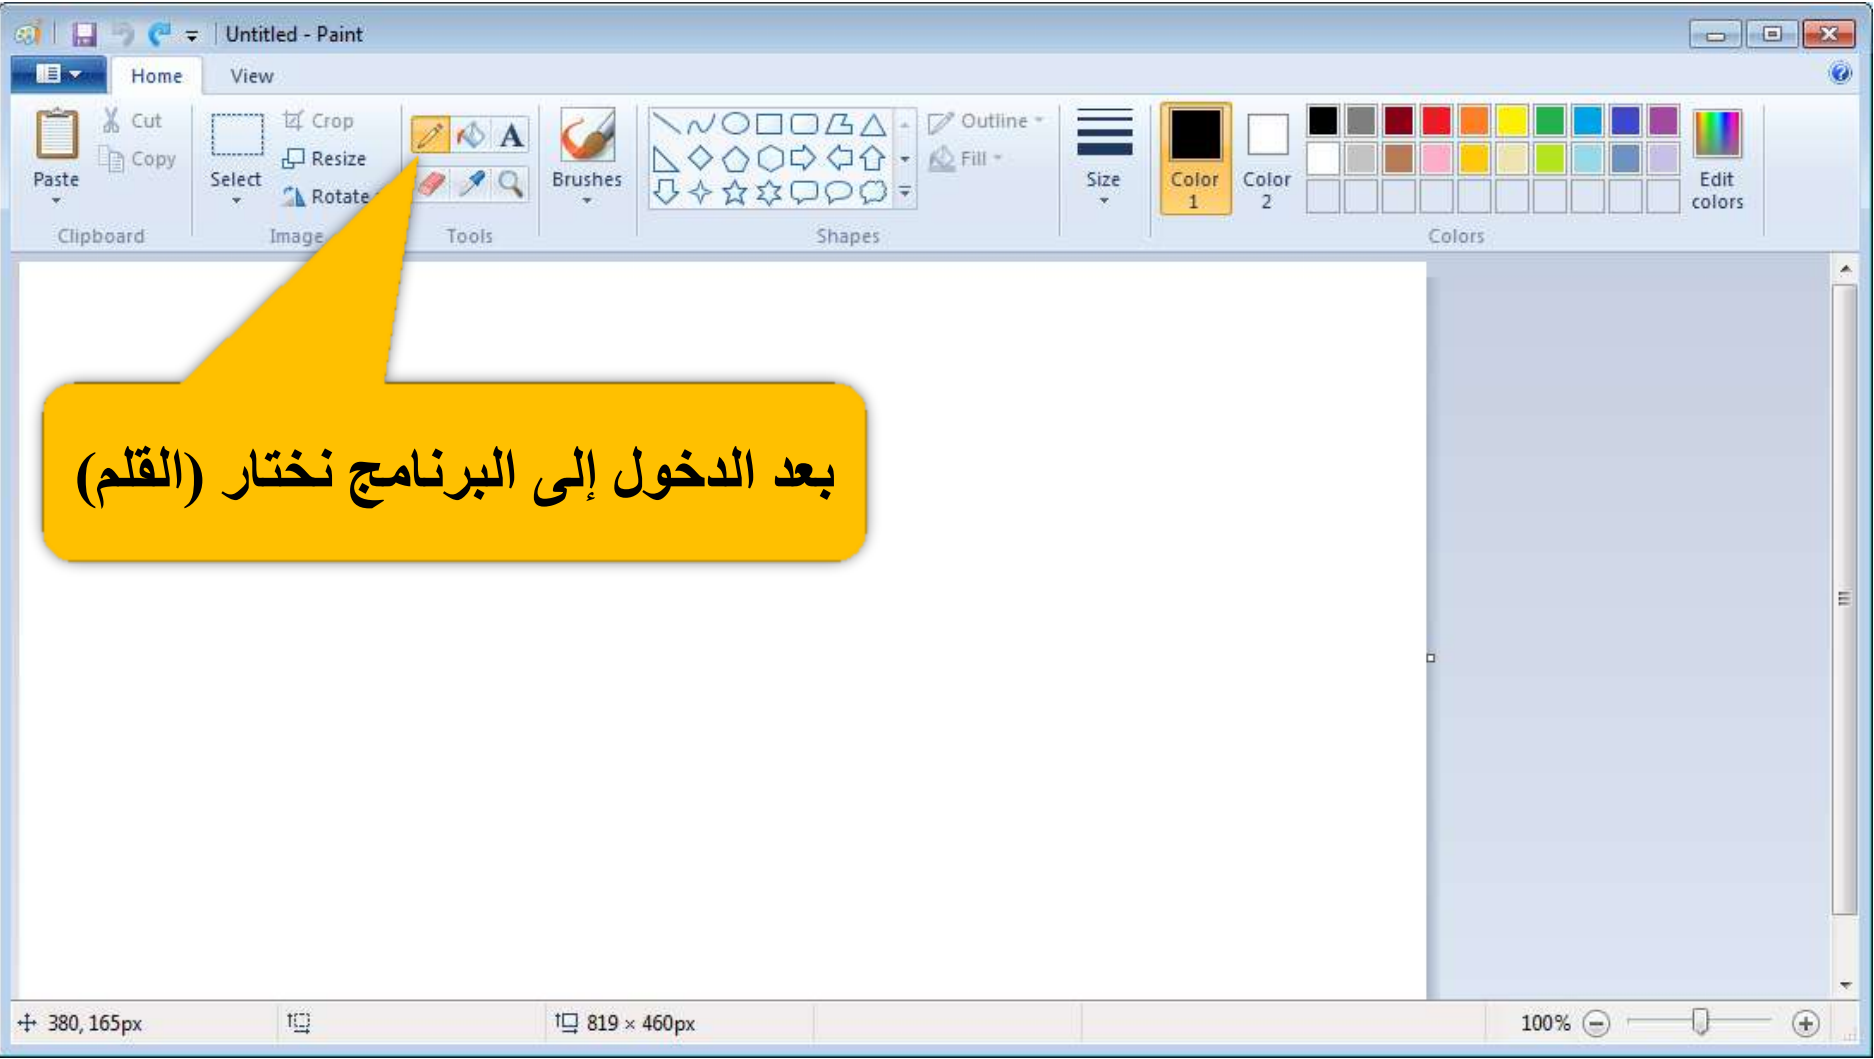 Untitled - Paint
Home View
Paste
Cut
Copy
Clipboard
Select
Crop
Resize
Rotate
Image
A
Tools
Brushes
Outline
Fill
Shapes
Size
Color 1
Color 2
Edit colors
Colors
بعد الدخول إلى البرنامج نختار (القلم)
380, 165px
819 × 460px
100%